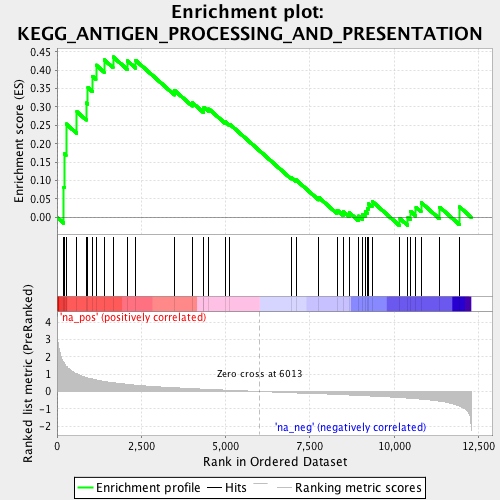 Enrichment plot:
KEGG_ANTIGEN_PROCESSING_AND_PRESENTATION
Enrichment score (ES)
0.45
0.40
0.35
0.30
0.25
0.20
0.15
0.10
0.05
0.00
Ranked list metric (PreRanked)
'na_pos' (positively correlated)
4
3
2
1
0
-1
-2
Zero cross at 6013
'na_neg' (negatively correlated)
0 2,500 5,000 7,500 10,000 12,500
Rank in Ordered Dataset
Enrichment profile Hits Ranking metric scores